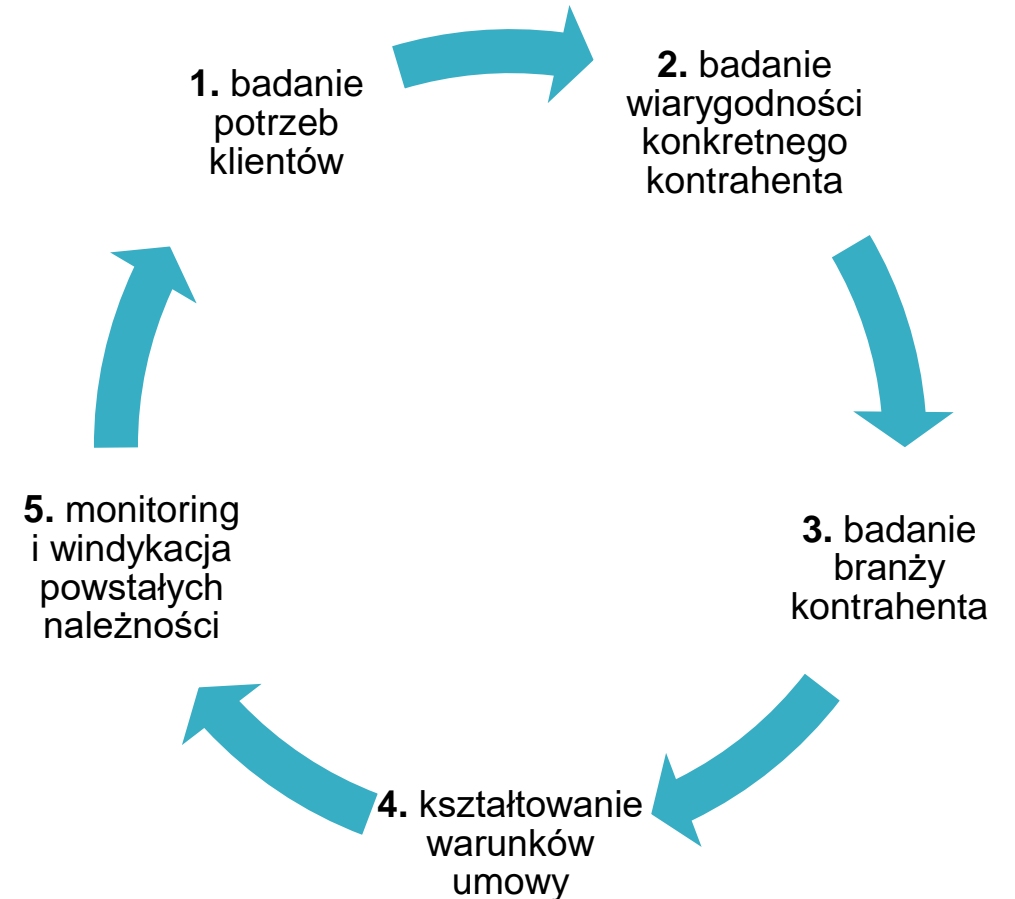 1. badanie
potrzeb
klientów
2. badanie
wiarygodności
konkretnego
kontrahenta
3. badanie
branży
kontrahenta
4. kształtowanie
warunków
umowy
5. monitoring
i windykacja
powstałych
należności